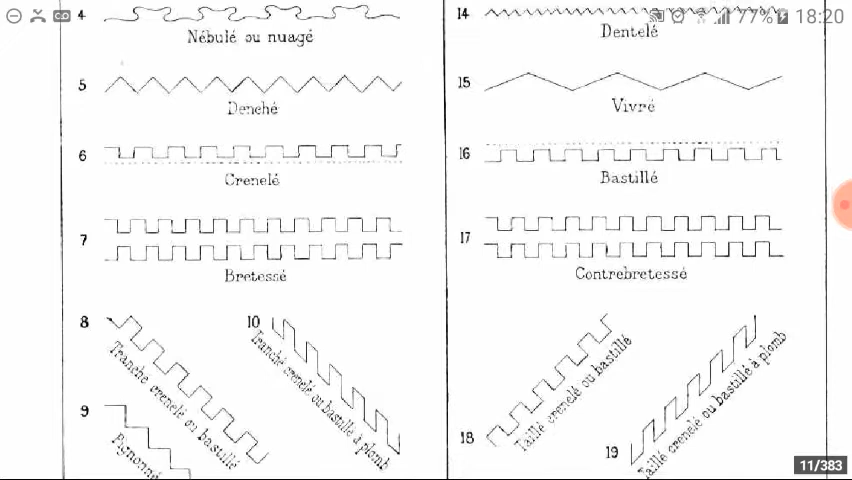 77% 18:20
4
Nébulé ou nuagé
5
Denché
6
Crenelé
7
Bretessé
8
Tranche crenelé ou bastillé
10
Tranché crenelé ou bastillé à plomb
9
Pignonné
14
Dentelé
15
Vivré
16
Bastillé
17
Contrebretessé
18
Taillé crenelé ou bastillé
19
Taillé crenelé ou bastillé à plomb
11/383